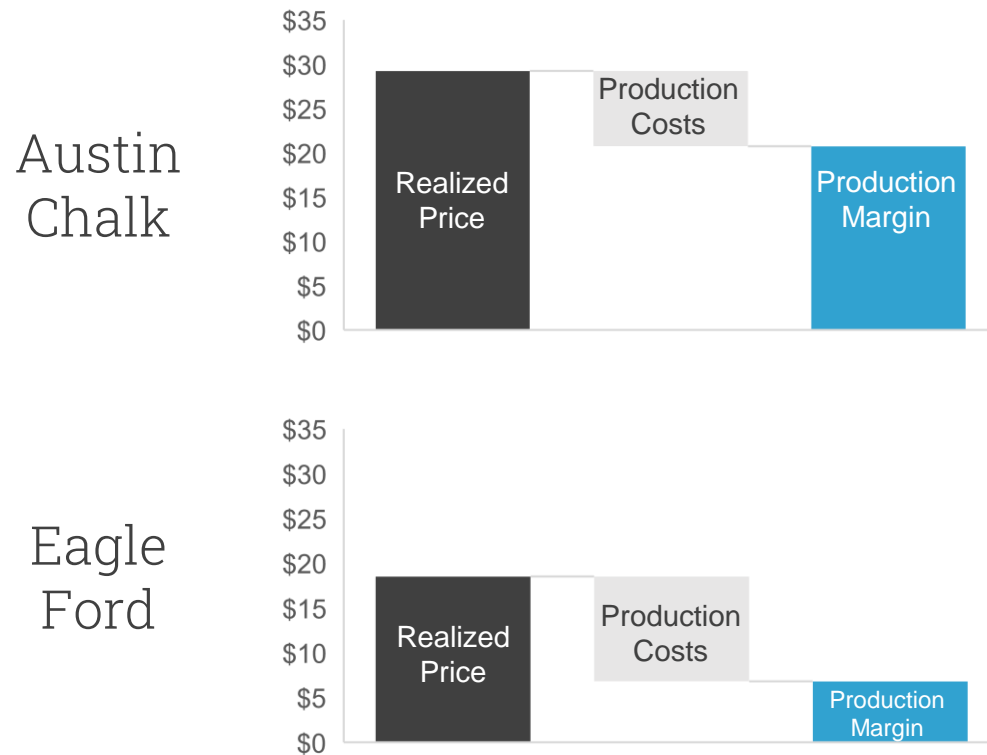 Austin
Chalk
$35
$30
$25
$20
$15
$10
$5
$0
Realized
Price
Production
Costs
Production
Margin
Eagle
Ford
$35
$30
$25
$20
$15
$10
$5
$0
Realized
Price
Production
Costs
Production
Margin